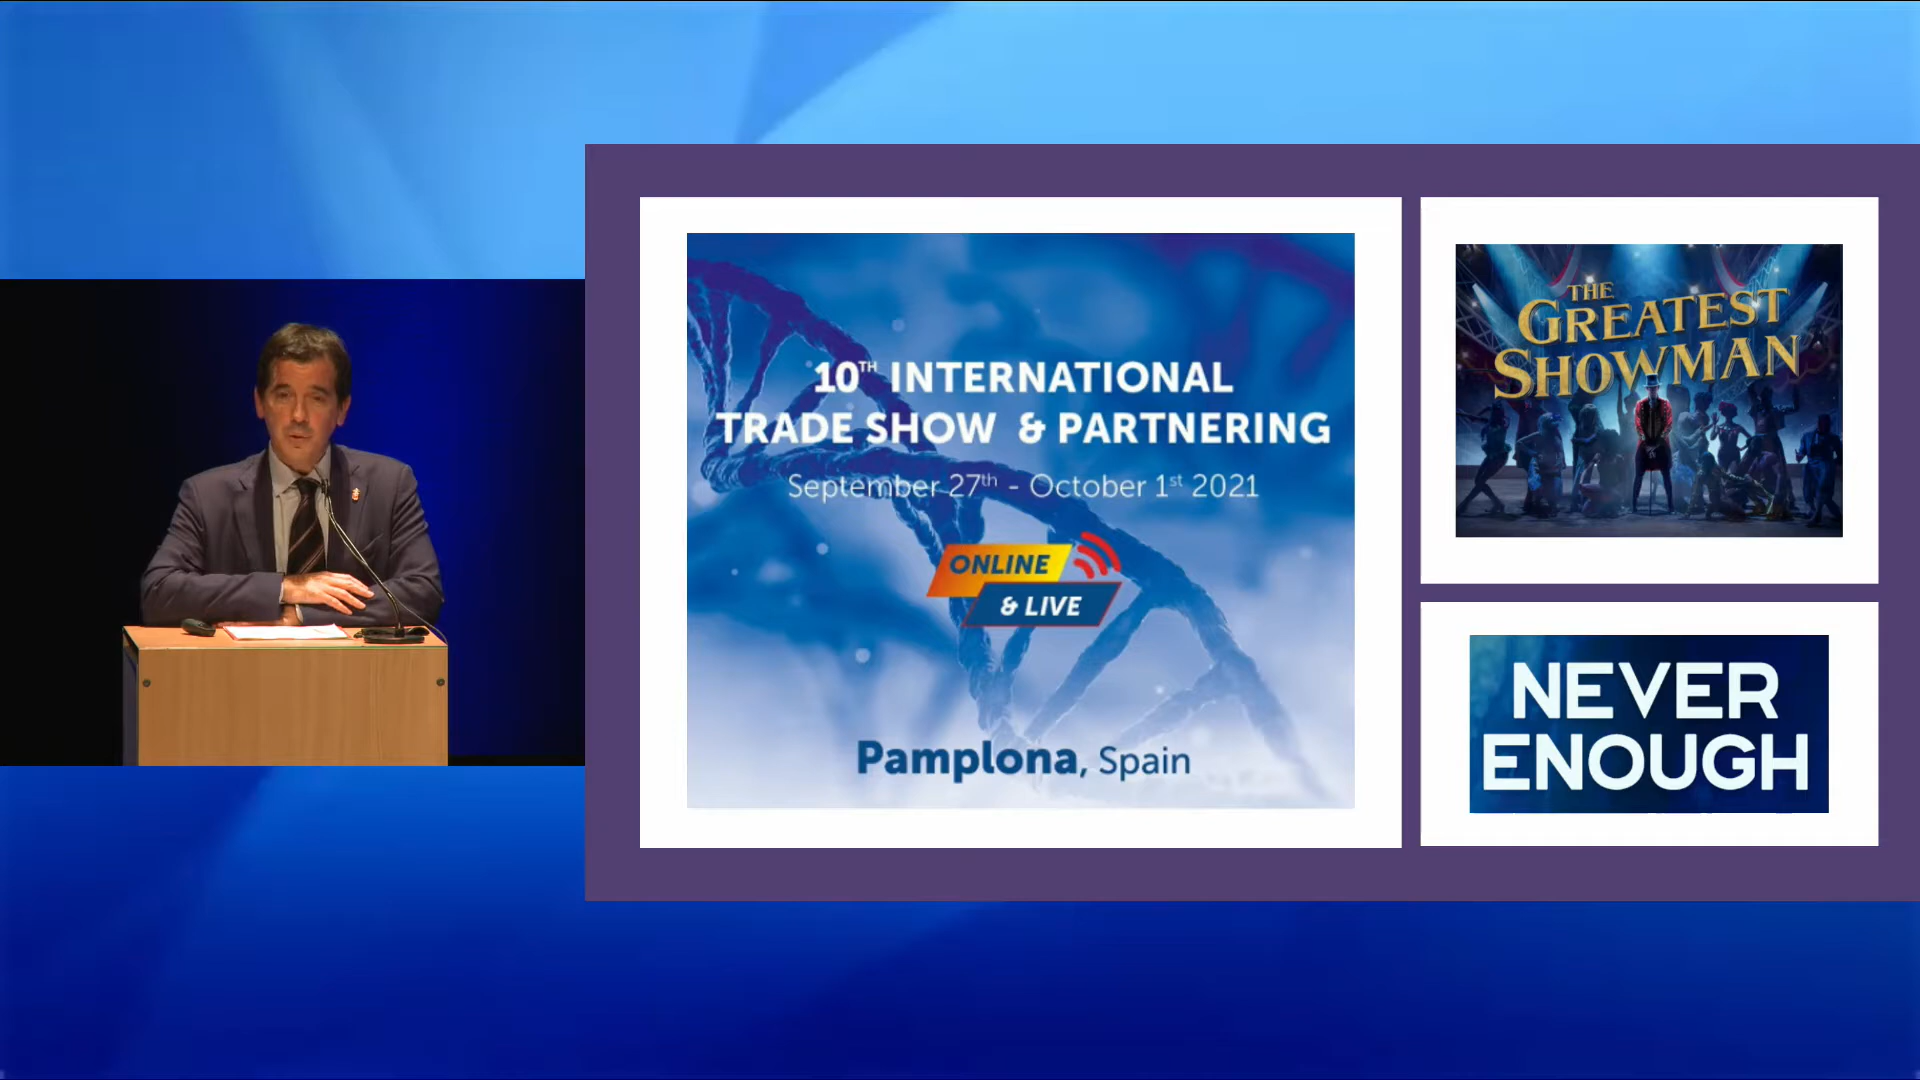 10TH INTERNATIONAL
TRADE SHOW & PARTNERING
September 27th - October 1st 2021
ONLINE
& LIVE
Pamplona, Spain
THE
GREATEST
SHOWMAN
NEVER
ENOUGH